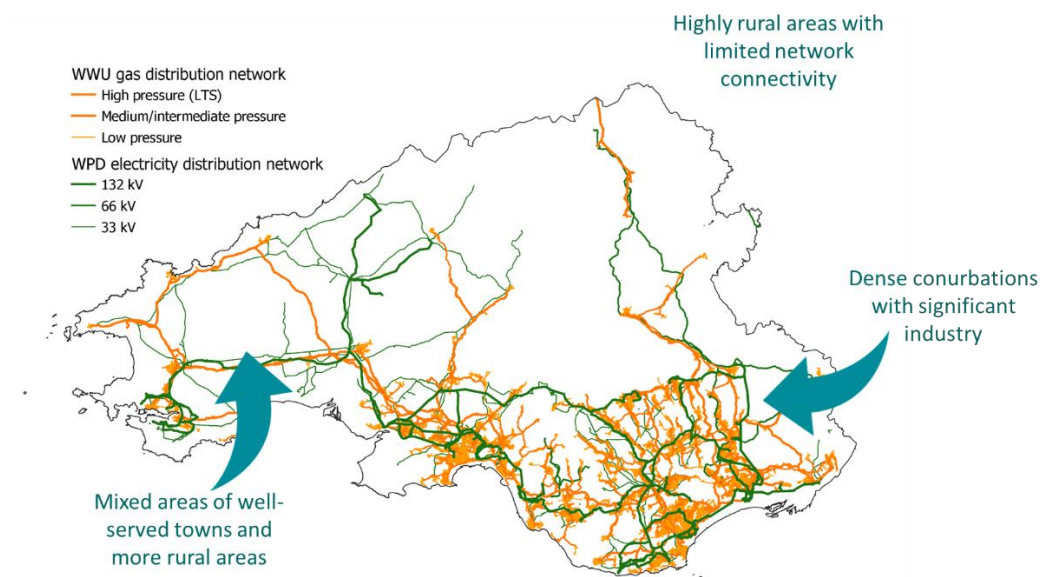 Highly rural areas with
limited network
connectivity
WWU gas distribution network
High pressure (LTS)
Medium/intermediate pressure
Low pressure
WPD electricity distribution network
132 kV
66 kV
33 kV
Dense conurbations
with significant
industry
Mixed areas of well-
served towns and
more rural areas